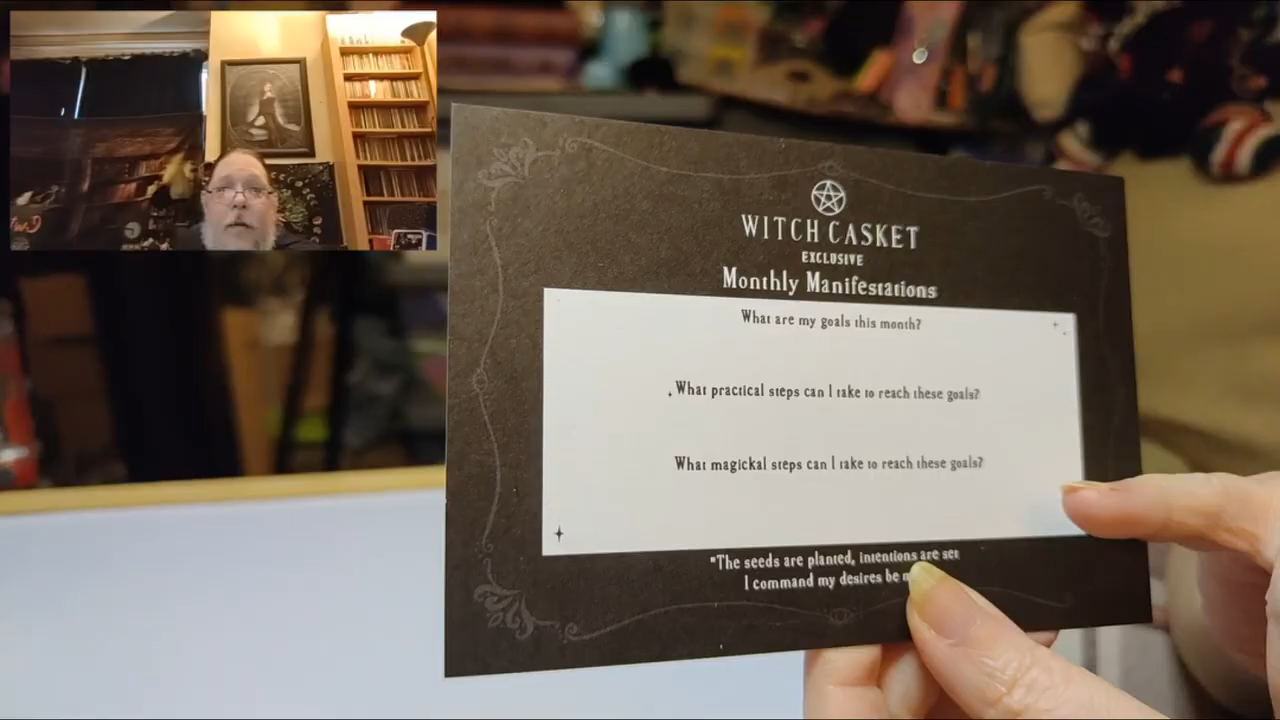 WITCH CASKET
EXCLUSIVE
Monthly Manifestations
What are my goals this month?
What practical steps can I take to reach these goals?
What magickal steps can I take to reach these goals?
"The seeds are planted, intentions are set
I command my desires be